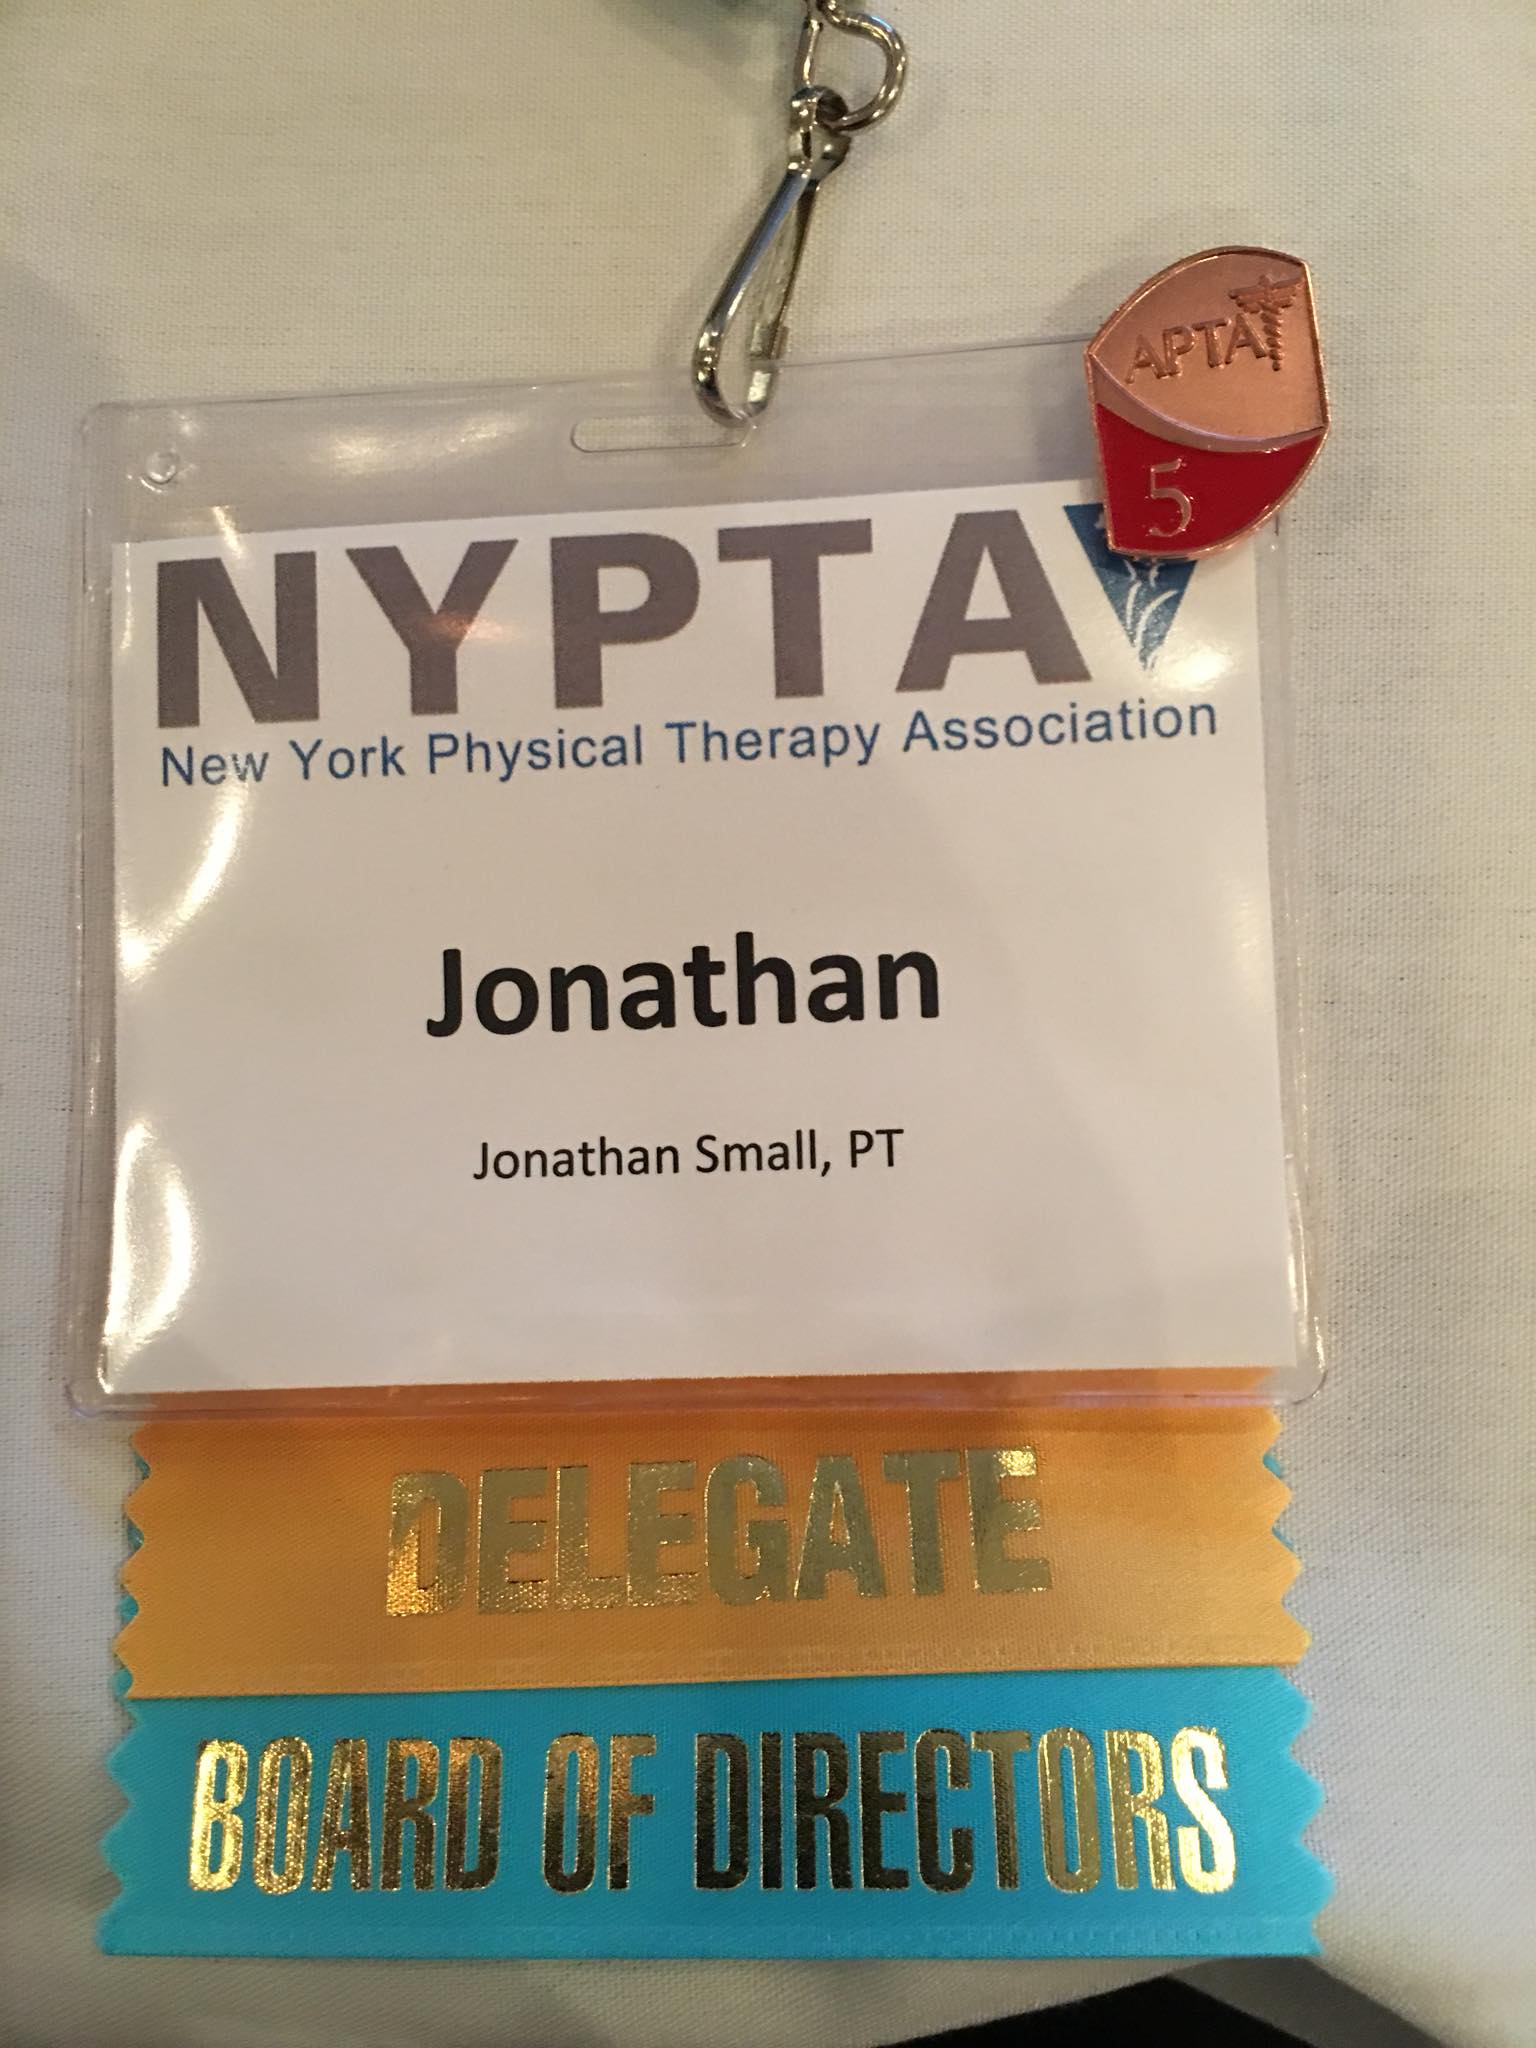 APTA
5
NYPTA
New York Physical Therapy Association
Jonathan
Jonathan Small, PT
DELEGATE
BOARD OF DIRECTORS